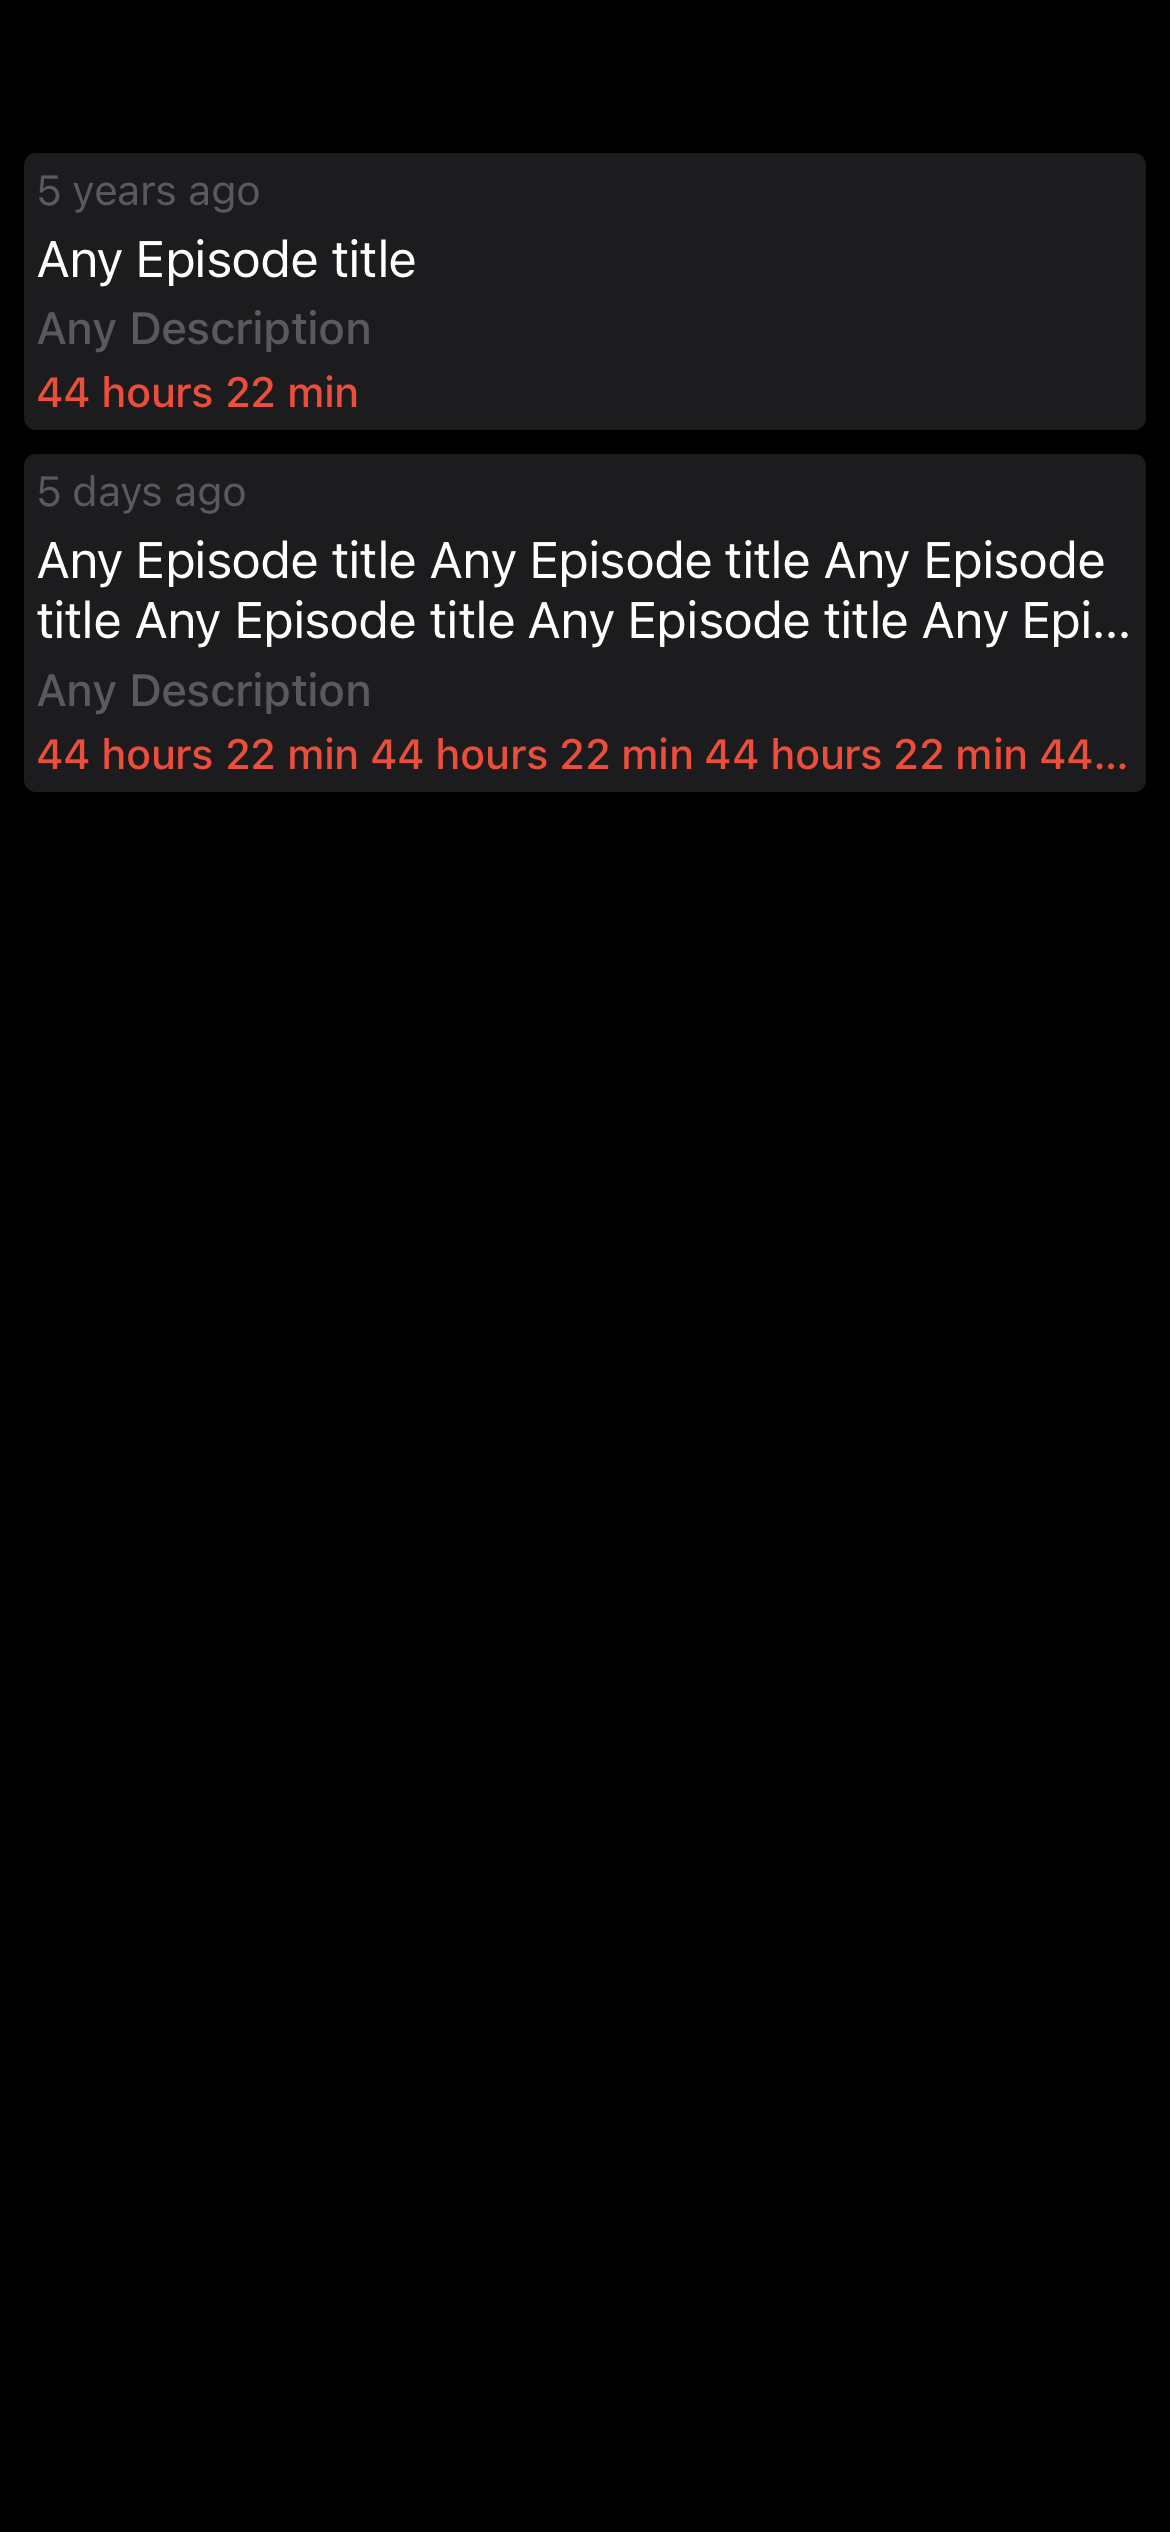 5 years ago
Any Episode title
Any Description
44 hours 22 min
5 days ago
Any Episode title Any Episode title Any Episode
title Any Episode title Any Episode title Any Epi...
Any Description
44 hours 22 min 44 hours 22 min 44 hours 22 min 44...